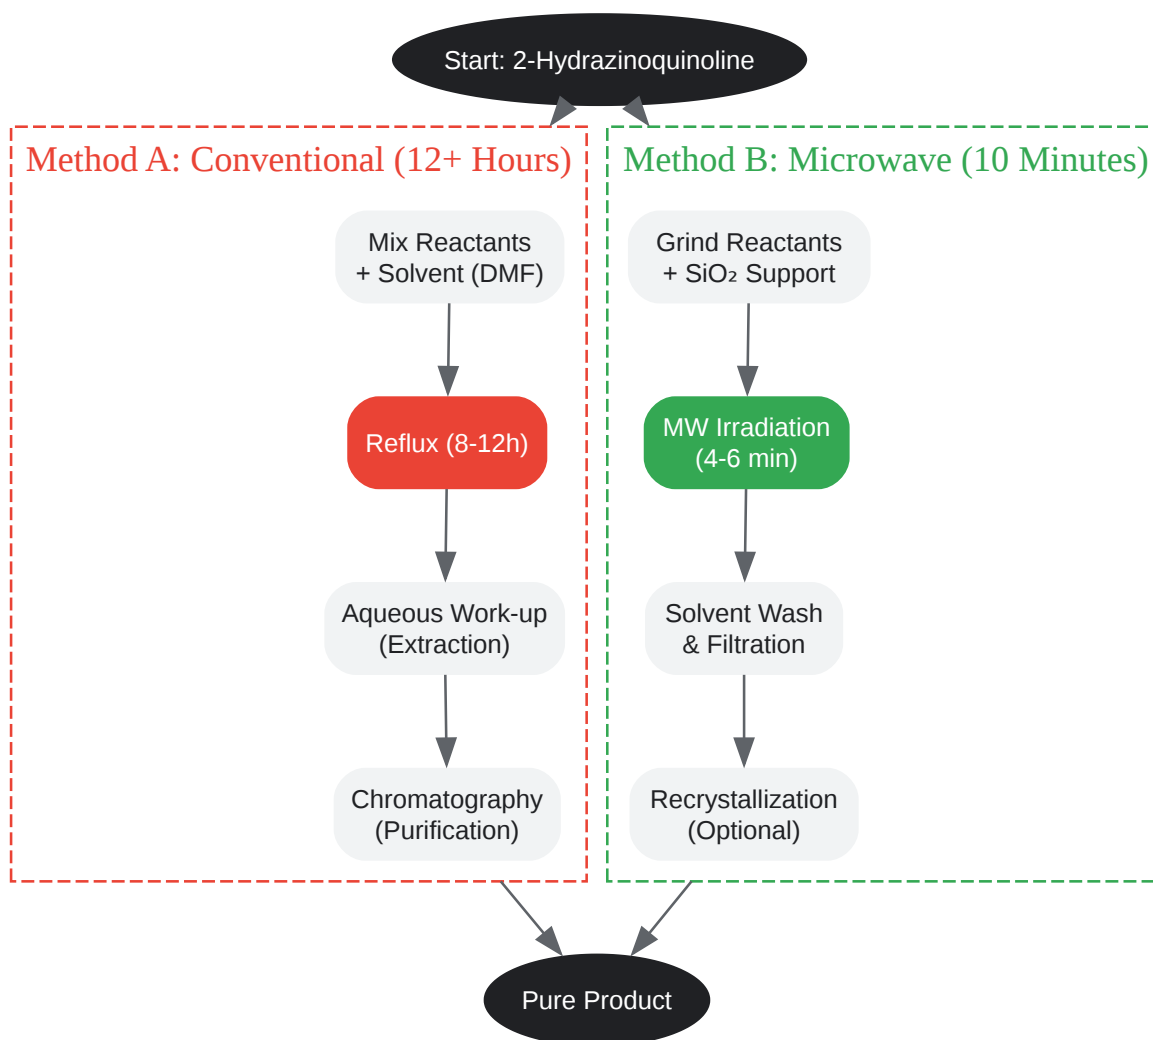 Start: 2-Hydrazinoquinoline
Method A: Conventional (12+ Hours)
Mix Reactants
+ Solvent (DMF)
Reflux (8-12h)
Aqueous Work-up
(Extraction)
Chromatography
(Purification)
Method B: Microwave (10 Minutes)
Grind Reactants
+ SiO₂ Support
MW Irradiation
(4-6 min)
Solvent Wash
& Filtration
Recrystallization
(Optional)
Pure Product